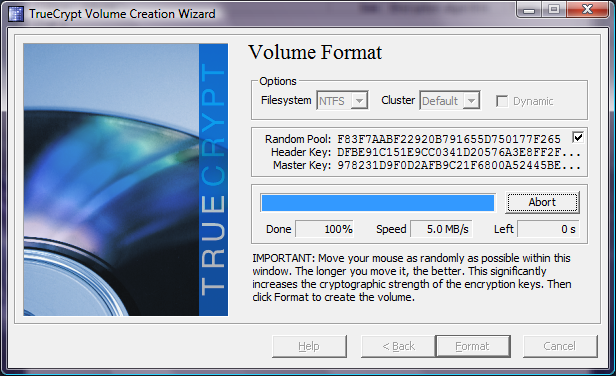 TrueCrypt Volume Creation Wizard
TRUECRYPT
Volume Format
Options
Filesystem NTFS Cluster Default Dynamic
Random Pool: F83F7AABF22920B791655D750177F265
Header Key: DFBE91C151E9CC0341D20576A3E8FF2F...
Master Key: 978231D9F0D2AFB9C21F6800A52445BE...
Abort
Done 100% Speed 5.0 MB/s Left 0 s
IMPORTANT: Move your mouse as randomly as possible within this
window. The longer you move it, the better. This significantly
increases the cryptographic strength of the encryption keys. Then
click Format to create the volume.
Help < Back Format Cancel